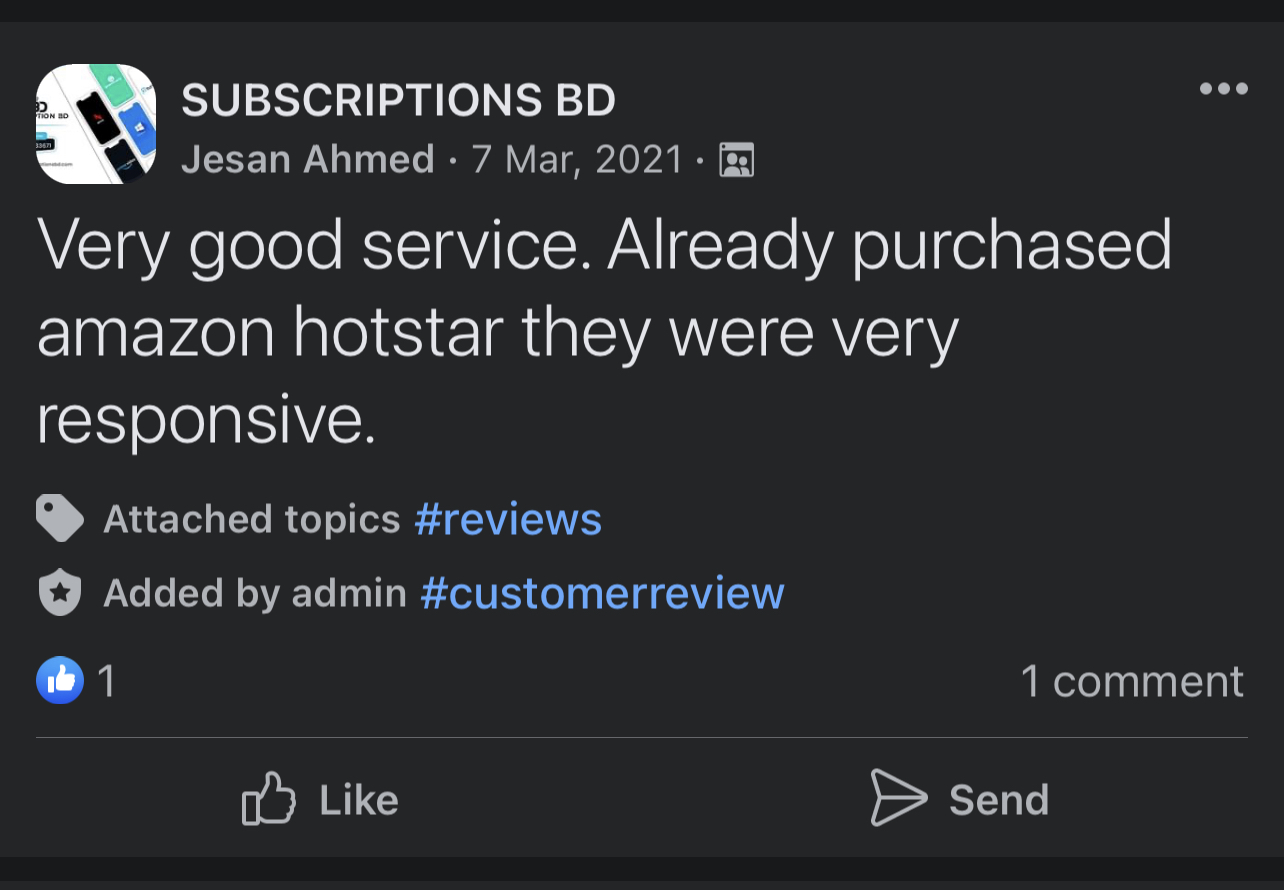 SUBSCRIPTIONS BD
Jesan Ahmed · 7 Mar, 2021 ·
Very good service. Already purchased
amazon hotstar they were very
responsive.
Attached topics #reviews
Added by admin #customerreview
1
1 comment
Like
Send